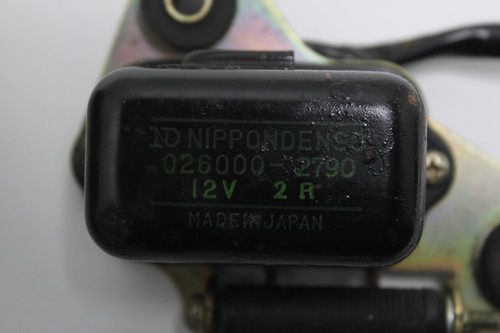 ND NIPPONDENSO
026000-2790
12V 2R
MADE IN JAPAN